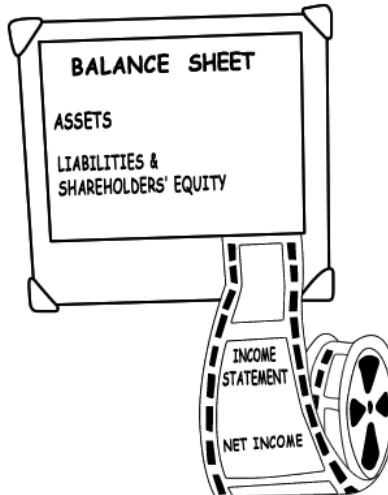 BALANCE SHEET
ASSETS
LIABILITIES &
SHAREHOLDERS' EQUITY
INCOME
STATEMENT
NET INCOME